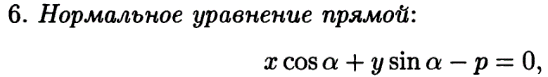 6. Нормальное уравнение прямой:
x cos α + y sin α − p = 0,